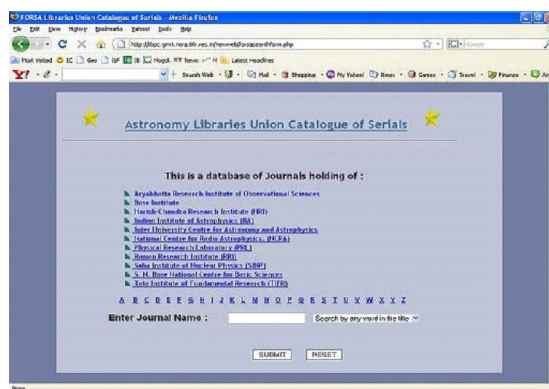 FORSA Libraries Union Catalogue of Serials - Mozilla Firefox
File Edit View History Bookmarks Yahoo! Tools Help
Most Visited
Latest Headlines
Search Web Mail Shopping My Yahoo! News Games Travel Finance
Astronomy Libraries Union Catalogue of Serials
This is a database of Journals holding of :
Aryabhatta Research Institute of Observational Sciences
Bose Institute
Harish-Chandra Research Institute (HRI)
Indian Institute of Astrophysics (IIA)
Inter University Centre for Astronomy and Astrophysics
National Centre for Radio Astrophysics. (NCRA)
Physical Research Laboratory (PRL)
Raman Research Institute (RRI)
Saha Institute of Nuclear Physics (SINP)
S. N. Bose National Centre for Basic Sciences
Tata Institute of Fundamental Research (TIFR)
A B C D E F G H I J K L M N O P Q R S T U V W X Y Z
Enter Journal Name : Search by any word in the title
SUBMIT RESET
Done